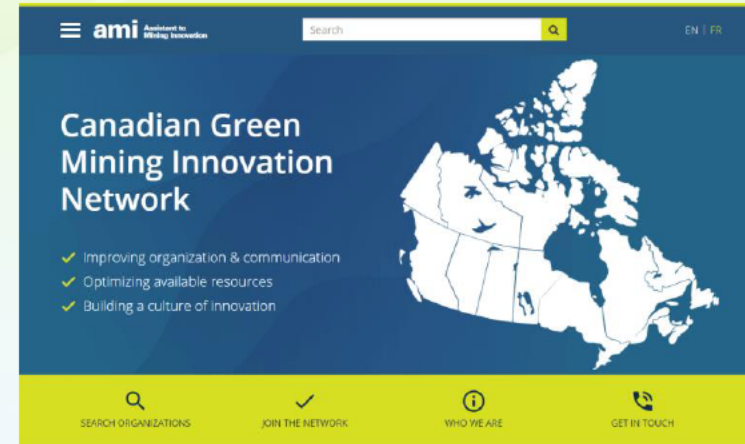 ami Assistant to
Mining Innovation
Search
EN | FR
Canadian Green
Mining Innovation
Network
Improving organization & communication
Optimizing available resources
Building a culture of innovation
SEARCH ORGANIZATIONS
JOIN THE NETWORK
WHO WE ARE
GET IN TOUCH